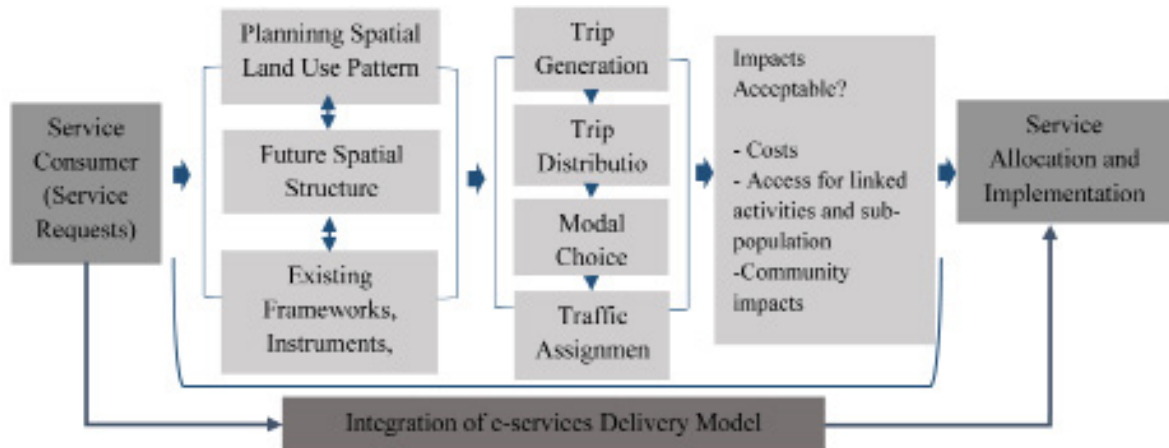 Service
Consumer
(Service
Requests)
Planninng Spatial
Land Use Pattern
Future Spatial
Structure
Existing
Frameworks,
Instruments,
Trip
Generation
Trip
Distributio
Modal
Choice
Traffic
Assignmen
Impacts
Acceptable?
- Costs
- Access for linked
activities and sub-
population
-Community
impacts
Service
Allocation and
Implementation
Integration of e-services Delivery Model